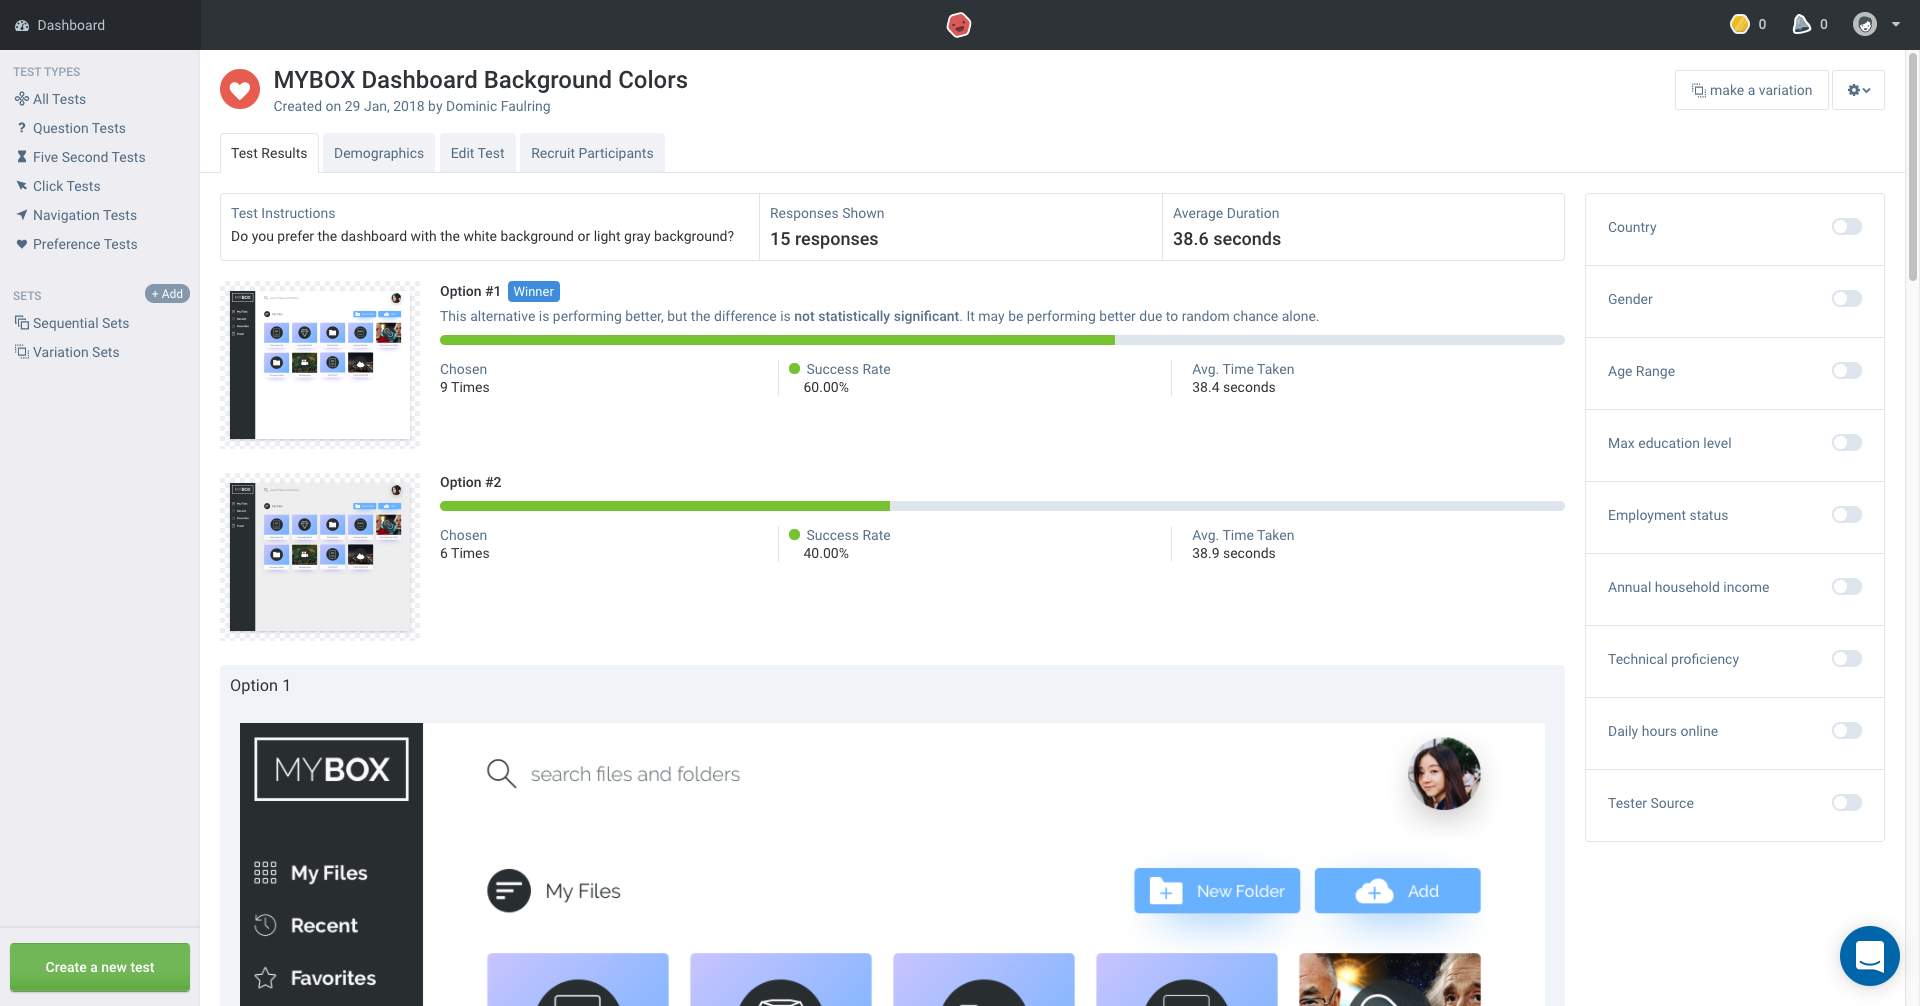 Dashboard
0
0
TEST TYPES
All Tests
Question Tests
Five Second Tests
Click Tests
Navigation Tests
Preference Tests
SETS
+ Add
Sequential Sets
Variation Sets
Create a new test
MYBOX Dashboard Background Colors
Created on 29 Jan, 2018 by Dominic Faulring
make a variation
Test Results
Demographics
Edit Test
Recruit Participants
Test Instructions
Do you prefer the dashboard with the white background or light gray background?
Responses Shown
15 responses
Average Duration
38.6 seconds
Option #1 Winner
This alternative is performing better, but the difference is not statistically significant. It may be performing better due to random chance alone.
Chosen
9 Times
Success Rate
60.00%
Avg. Time Taken
38.4 seconds
Option #2
Chosen
6 Times
Success Rate
40.00%
Avg. Time Taken
38.9 seconds
Option 1
MYBOX
My Files
Recent
Favorites
search files and folders
My Files
New Folder
Add
Country
Gender
Age Range
Max education level
Employment status
Annual household income
Technical proficiency
Daily hours online
Tester Source